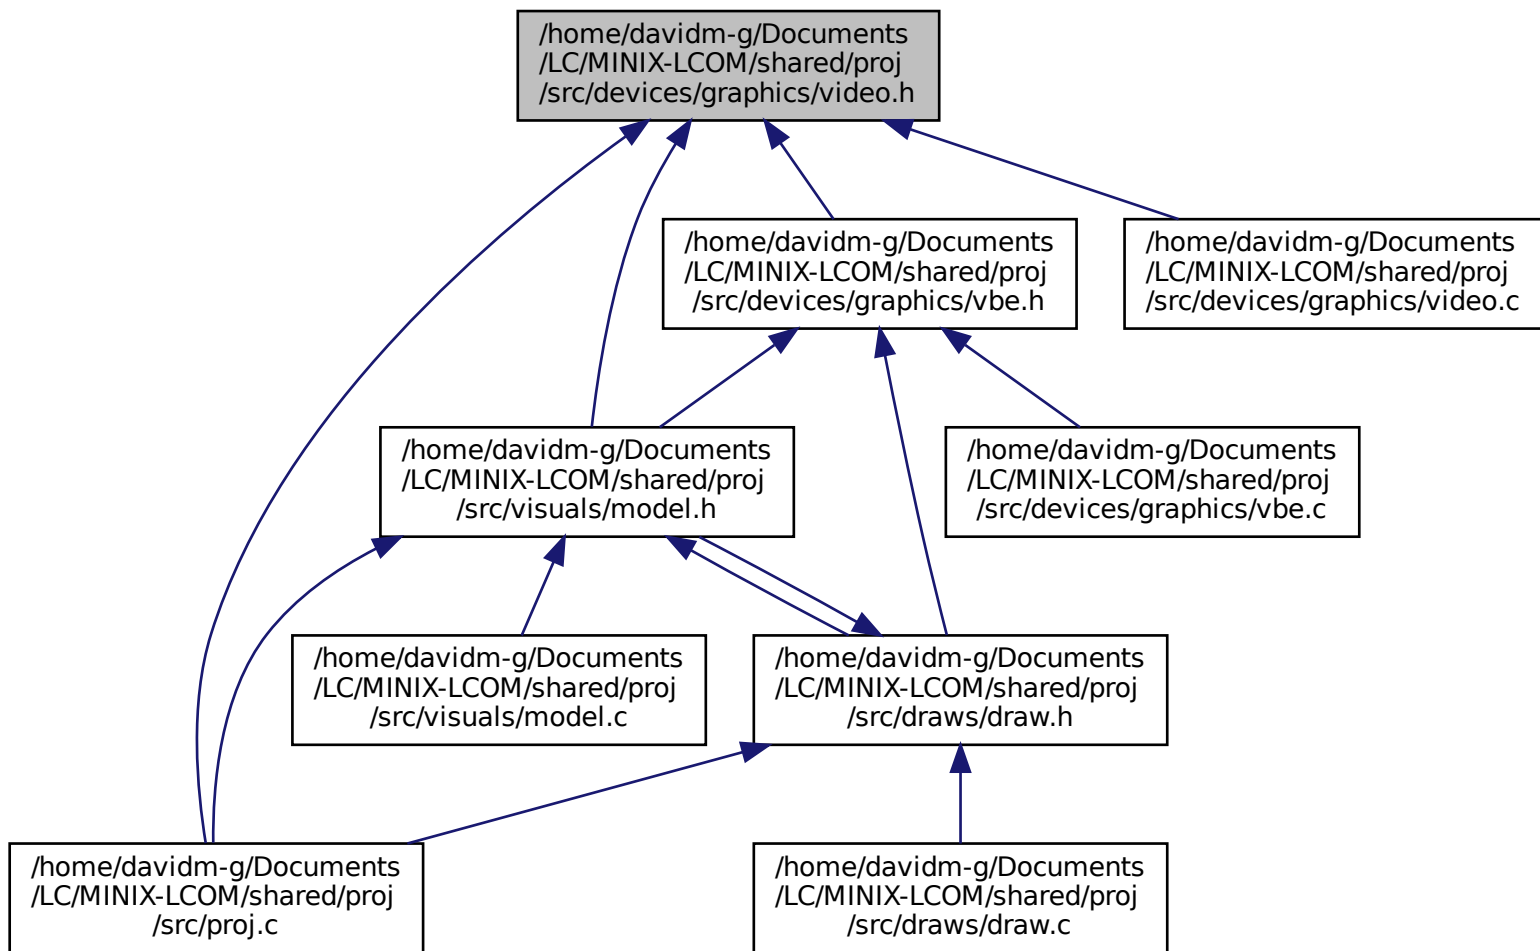 /home/davidm-g/Documents
/LC/MINIX-LCOM/shared/proj
/src/devices/graphics/video.h
/home/davidm-g/Documents
/LC/MINIX-LCOM/shared/proj
/src/devices/graphics/vbe.h
/home/davidm-g/Documents
/LC/MINIX-LCOM/shared/proj
/src/devices/graphics/video.c
/home/davidm-g/Documents
/LC/MINIX-LCOM/shared/proj
/src/visuals/model.h
/home/davidm-g/Documents
/LC/MINIX-LCOM/shared/proj
/src/devices/graphics/vbe.c
/home/davidm-g/Documents
/LC/MINIX-LCOM/shared/proj
/src/visuals/model.c
/home/davidm-g/Documents
/LC/MINIX-LCOM/shared/proj
/src/draws/draw.h
/home/davidm-g/Documents
/LC/MINIX-LCOM/shared/proj
/src/proj.c
/home/davidm-g/Documents
/LC/MINIX-LCOM/shared/proj
/src/draws/draw.c